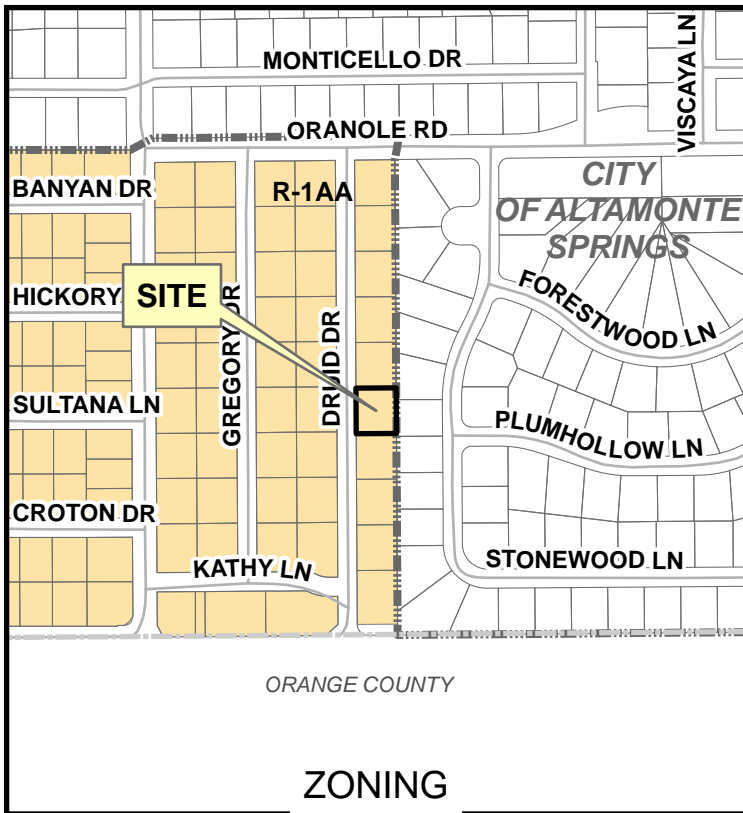 MONTICELLO DR
VISCAYA LN
ORANOLE RD
CITY
OF ALTAMONTE
SPRINGS
BANYAN DR
R-1AA
HICKORY
SITE
GREGORY DR
DRUID DR
FORESTWOOD LN
SULTANA LN
PLUMHOLLOW LN
CROTON DR
KATHY LN
STONEWOOD LN
ORANGE COUNTY
ZONING